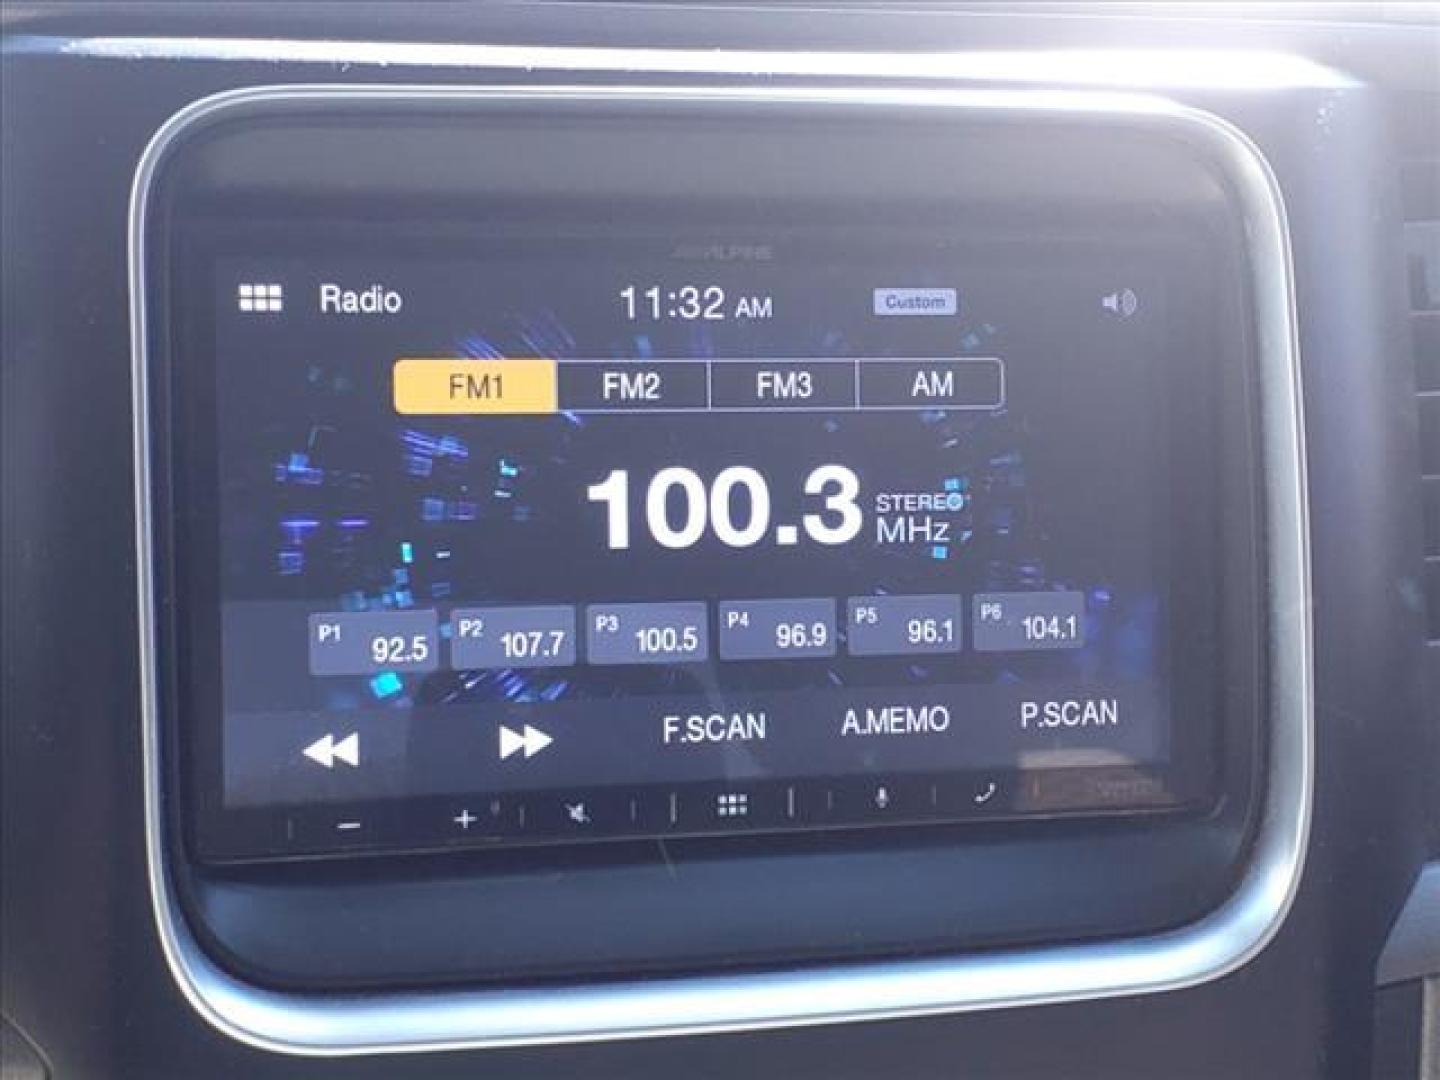 ALPINE
Radio 11:32 AM Custom
FM1 FM2 FM3 AM
100.3 STEREO
MHz
P1 92.5 P2 107.7 P3 100.5 P4 96.9 P5 96.1 P6 104.1
F.SCAN A.MEMO P.SCAN